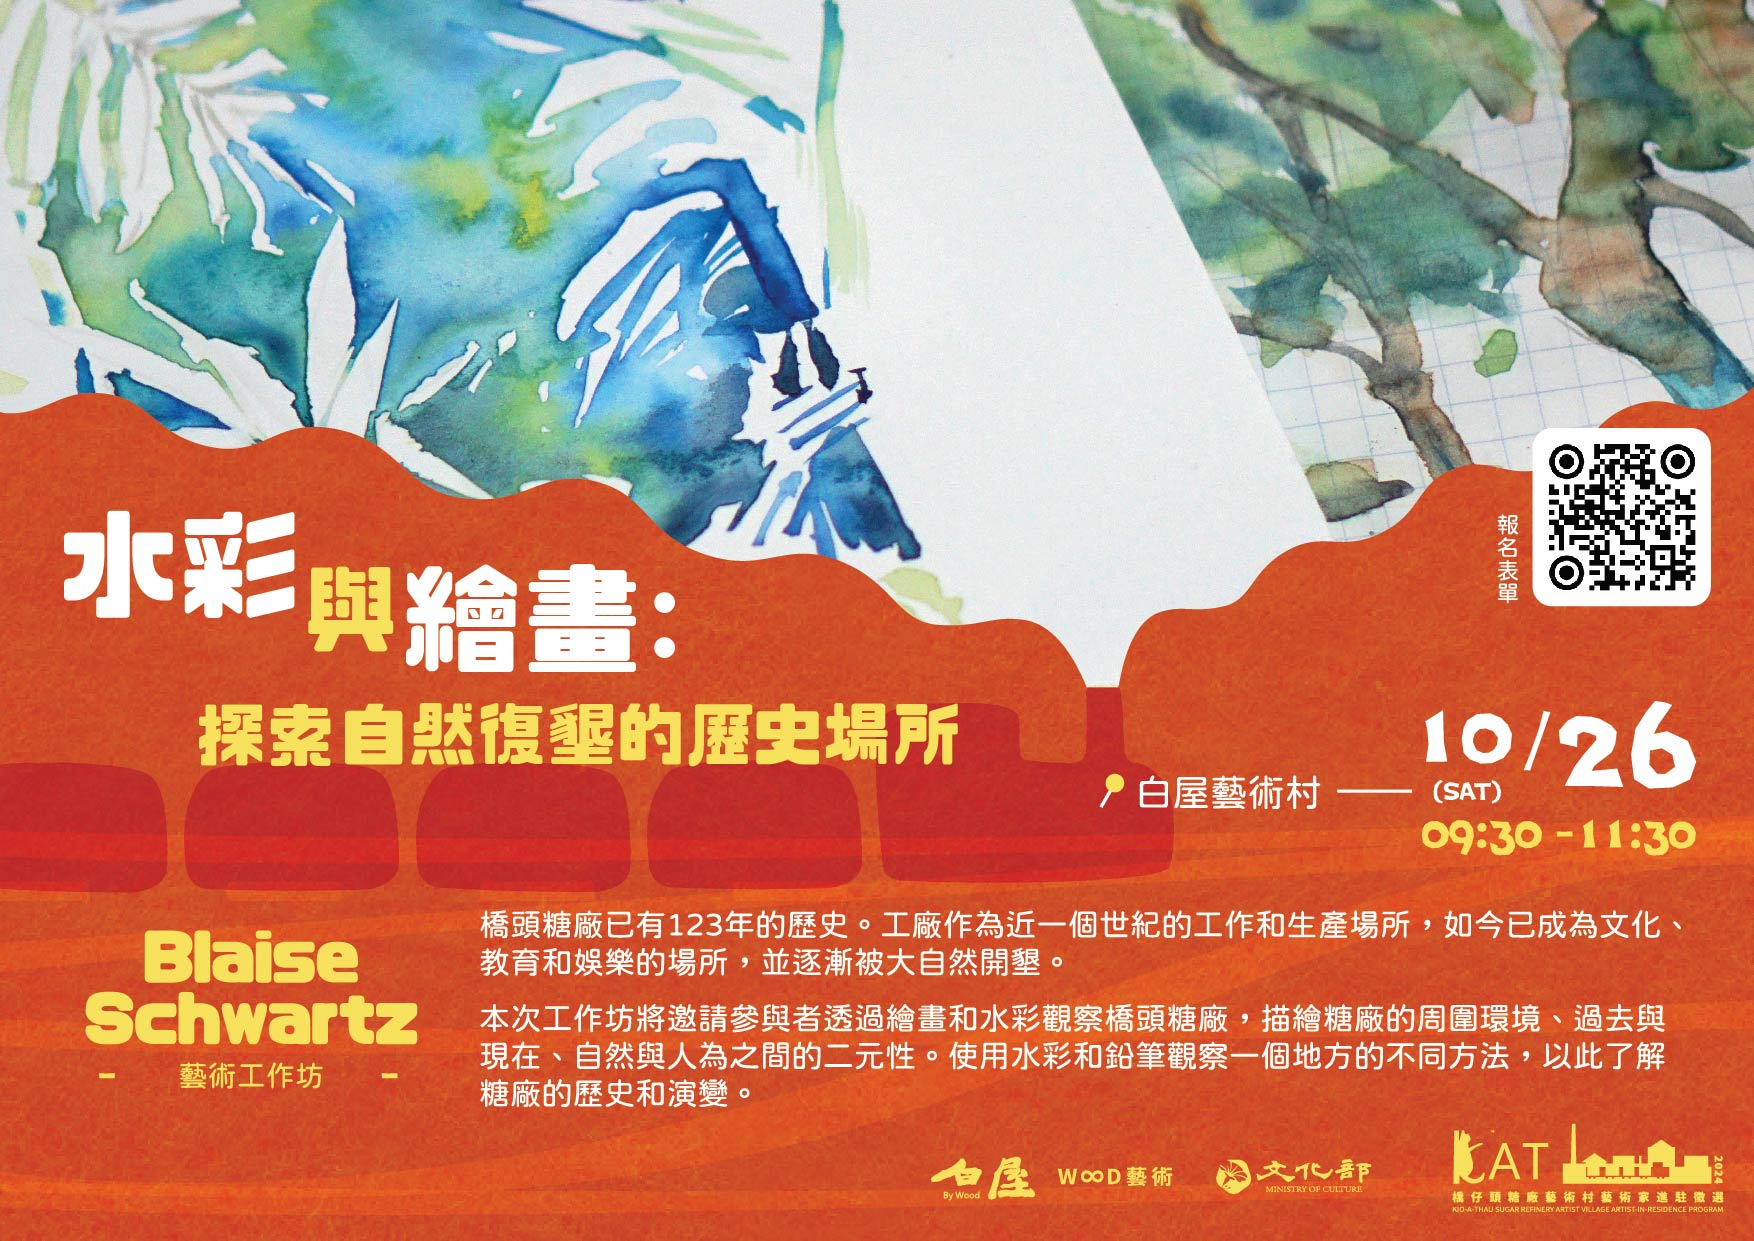 水彩與繪畫：
探索自然復墾的歷史場所
報名表單
白屋藝術村
10/26
(SAT)
09:30-11:30
Blaise
Schwartz
- 藝術工作坊 -
橋頭糖廠已有123年的歷史。工廠作為近一個世紀的工作和生產場所，如今已成為文化、
教育和娛樂的場所，並逐漸被大自然開墾。
本次工作坊將邀請參與者透過繪畫和水彩觀察橋頭糖廠，描繪糖廠的周圍環境、過去與
現在、自然與人為之間的二元性。使用水彩和鉛筆觀察一個地方的不同方法，以此了解
糖廠的歷史和演變。
白屋
By Wood
W∞D藝術
文化部
MINISTRY OF CULTURE
KAT
2024
橋仔頭糖廠藝術村藝術家進駐徵選
KIO-A-THAU SUGAR REFINERY ARTIST VILLAGE ARTIST-IN-RESIDENCE PROGRAM